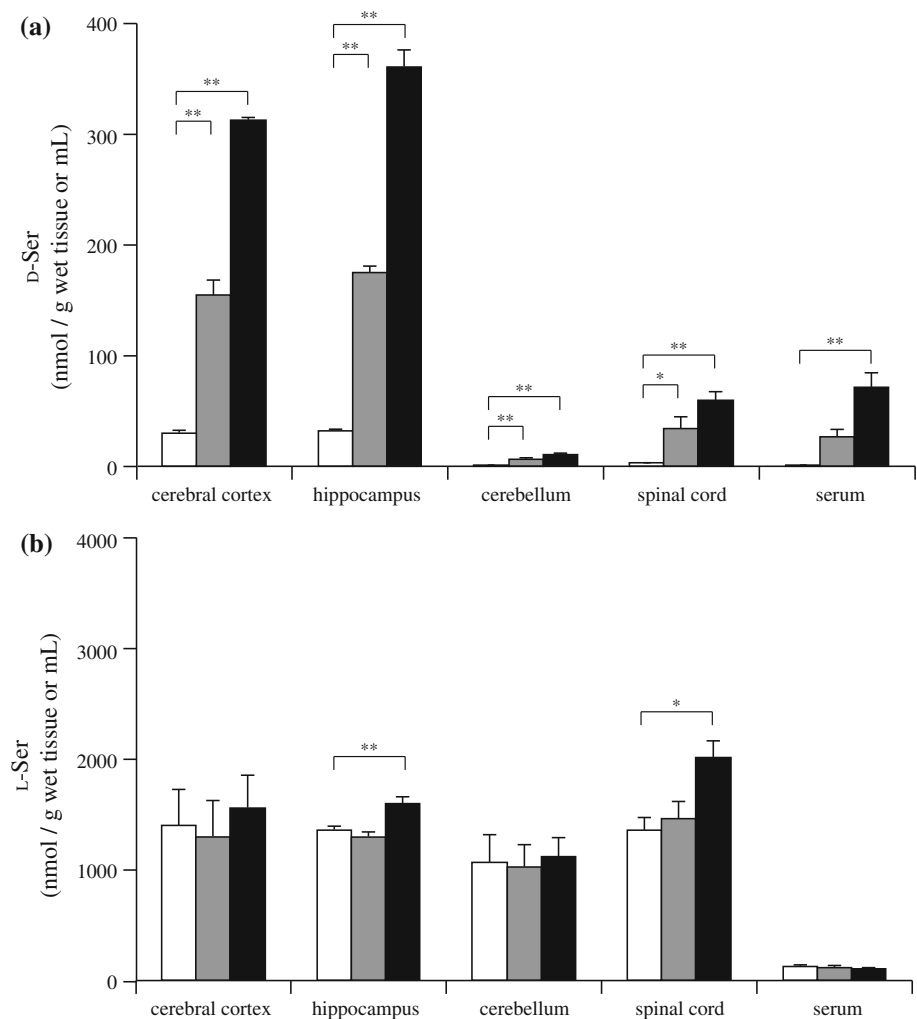 (a)
400
300
200
100
0
D-Ser
(nmol / g wet tissue or mL)
** ** ** ** ** ** * ** **
cerebral cortex hippocampus cerebellum spinal cord serum
(b)
4000
3000
2000
1000
0
L-Ser
(nmol / g wet tissue or mL)
** *
cerebral cortex hippocampus cerebellum spinal cord serum